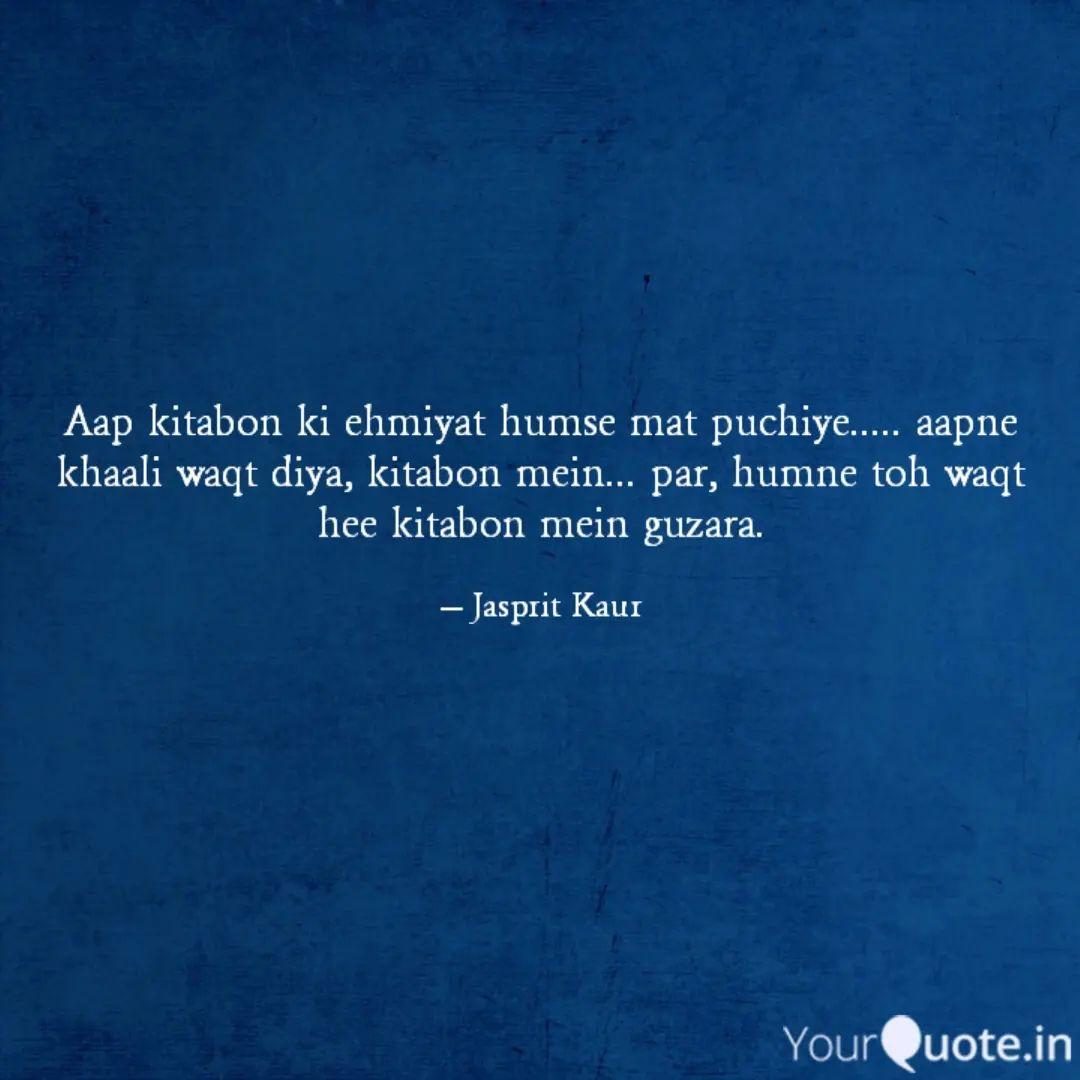 Aap kitabon ki ehmiyat humse mat puchiye..... aapne
khaali waqt diya, kitabon mein... par, humne toh waqt
hee kitabon mein guzara.
— Jasprit Kaur
YourQuote.in